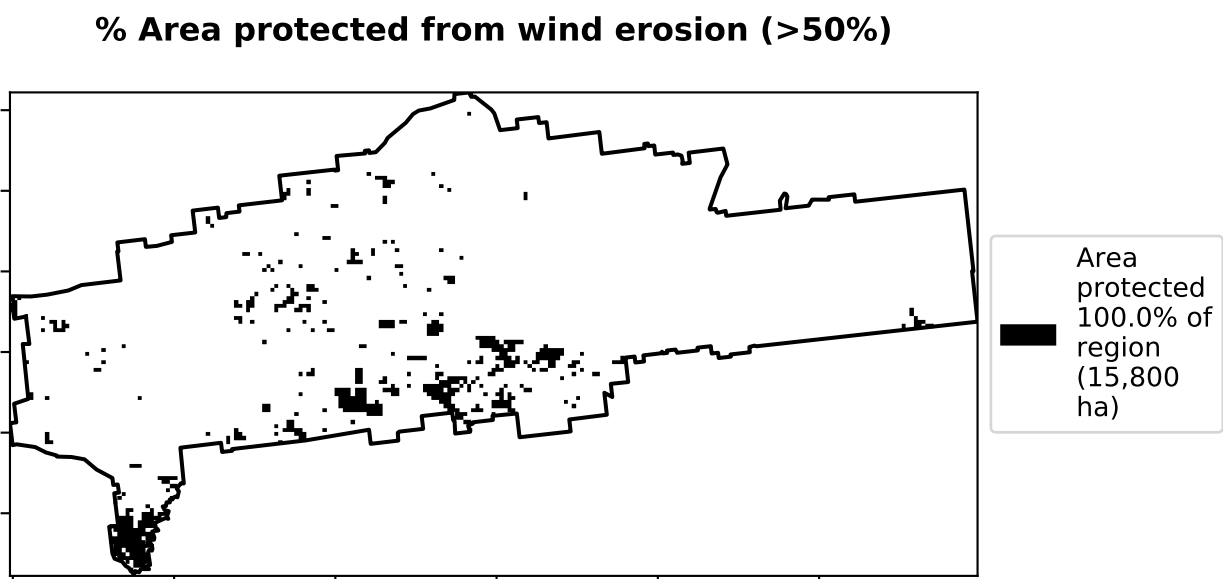 % Area protected from wind erosion (>50%)
Area
protected
100.0% of
region
(15,800
ha)